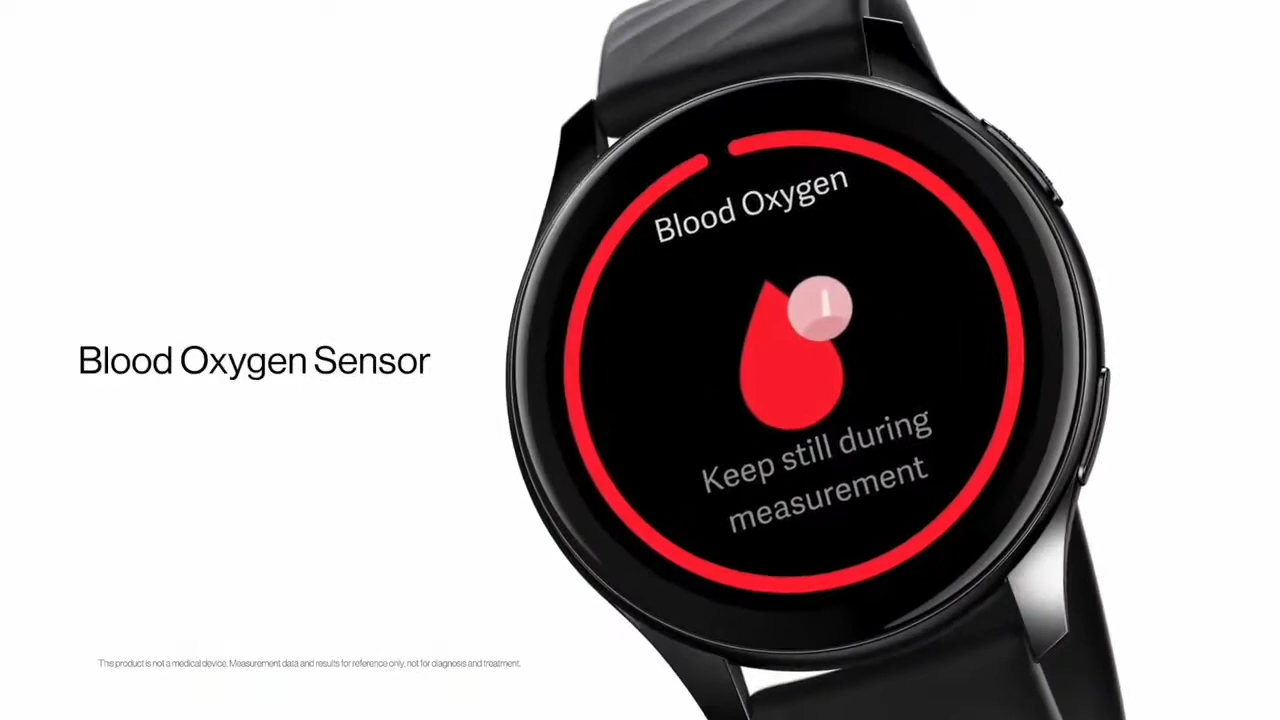 Blood Oxygen
Blood Oxygen Sensor
Keep still during
measurement
This product is not a medical device. Measurement data and results for reference only, not for diagnosis and treatment.